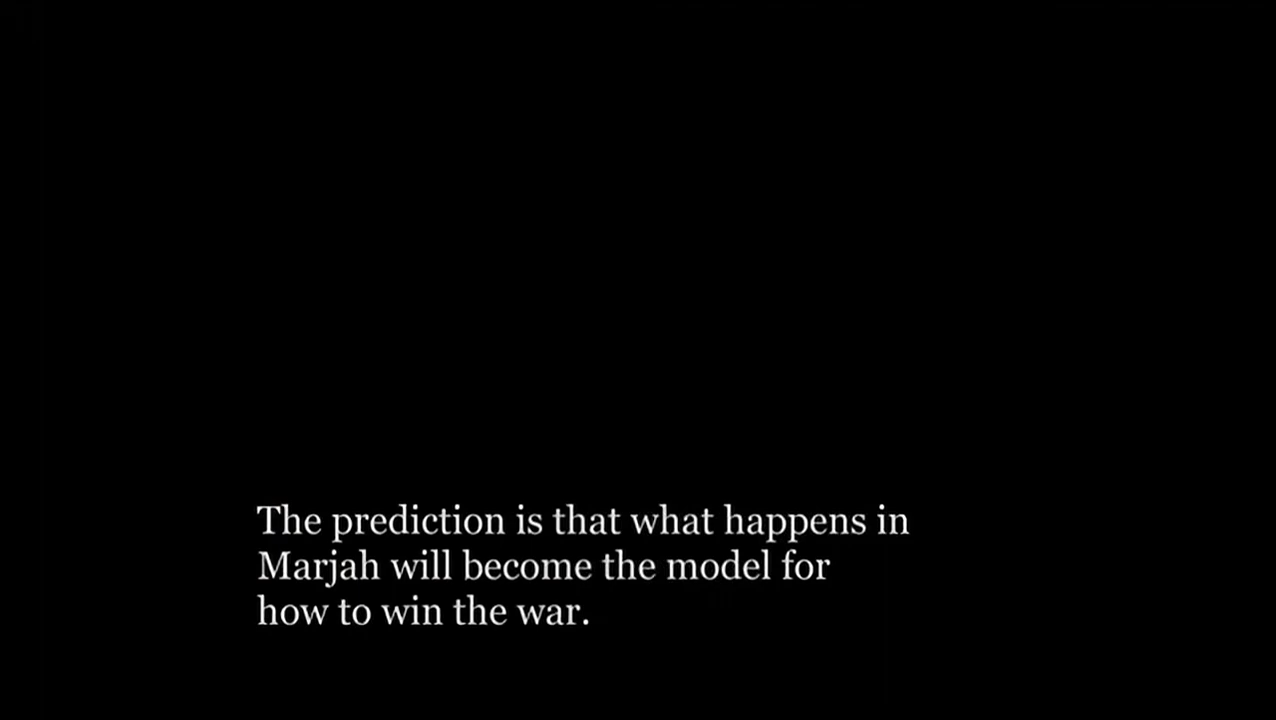 The prediction is that what happens in
Marjah will become the model for
how to win the war.